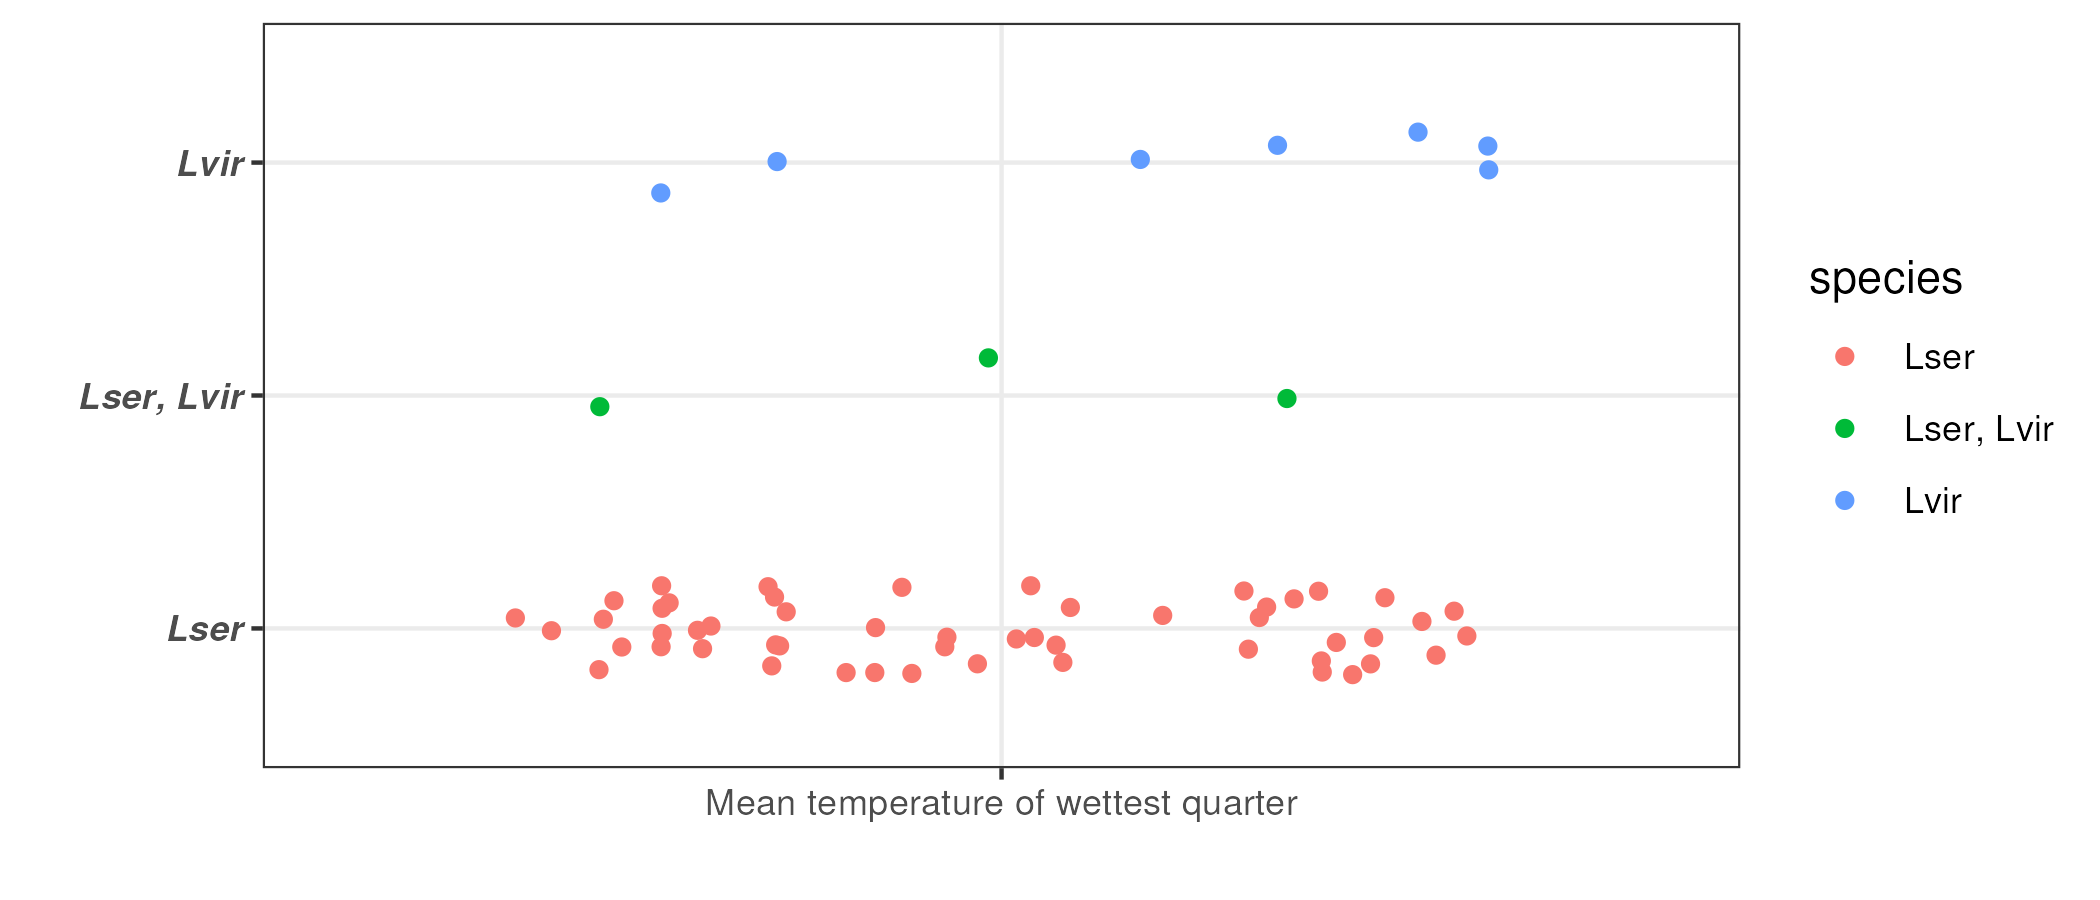 Lvir
Lser, Lvir
Lser
Mean temperature of wettest quarter
species
Lser
Lser, Lvir
Lvir